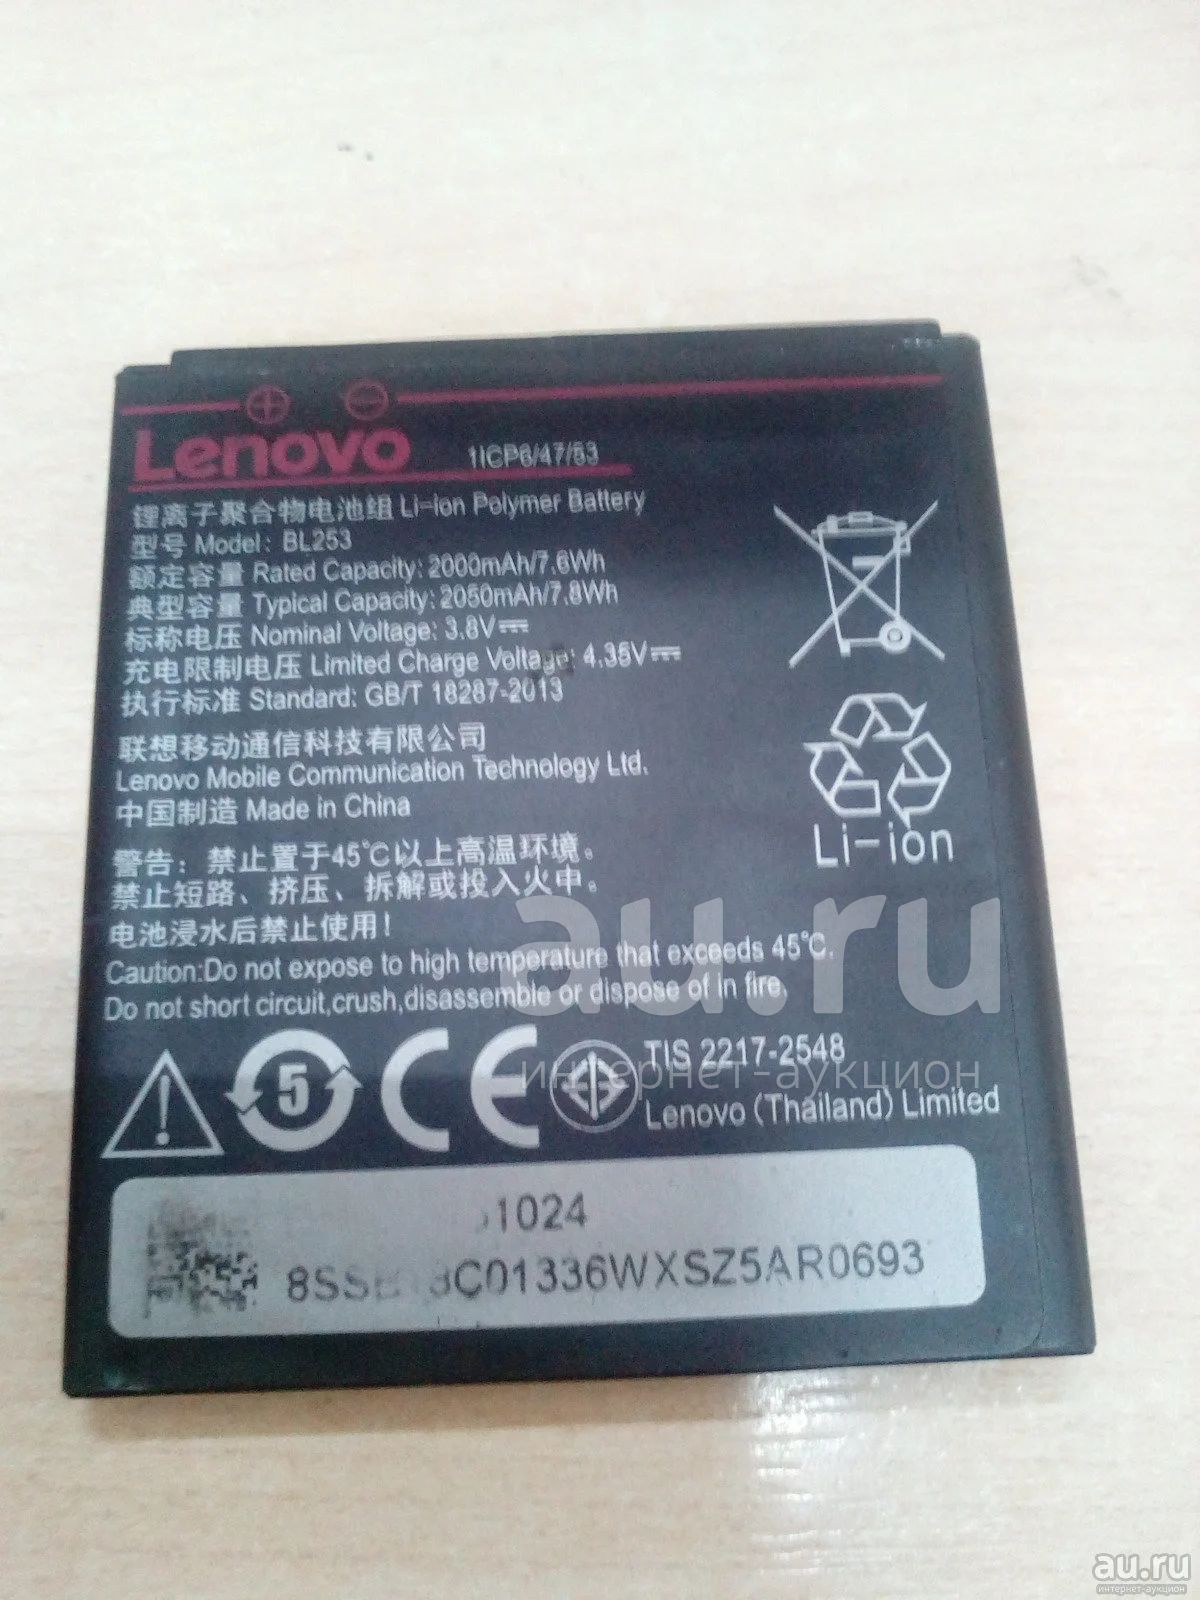 Lenovo 1ICP6/47/53
锂离子聚合物电池组 Li-ion Polymer Battery
型号 Model: BL253
额定容量 Rated Capacity: 2000mAh/7.6Wh
典型容量 Typical Capacity: 2050mAh/7.8Wh
标称电压 Nominal Voltage: 3.8V
充电限制电压 Limited Charge Voltage: 4.35V
执行标准 Standard: GB/T 18287-2013
联想移动通信科技有限公司
Lenovo Mobile Communication Technology Ltd.
中国制造 Made in China
Li-ion
警告: 禁止置于45℃以上高温环境。
禁止短路、挤压、拆解或投入火中。
电池浸水后禁止使用!
Caution:Do not expose to high temperature that exceeds 45℃.
Do not short circuit,crush,disassemble or dispose of in fire.
5 CE TIS 2217-2548
Lenovo (Thailand) Limited
1024
C01336WXSZ5AR0693
au.ru
интернет-аукцион
au.ru
интернет-аукцион